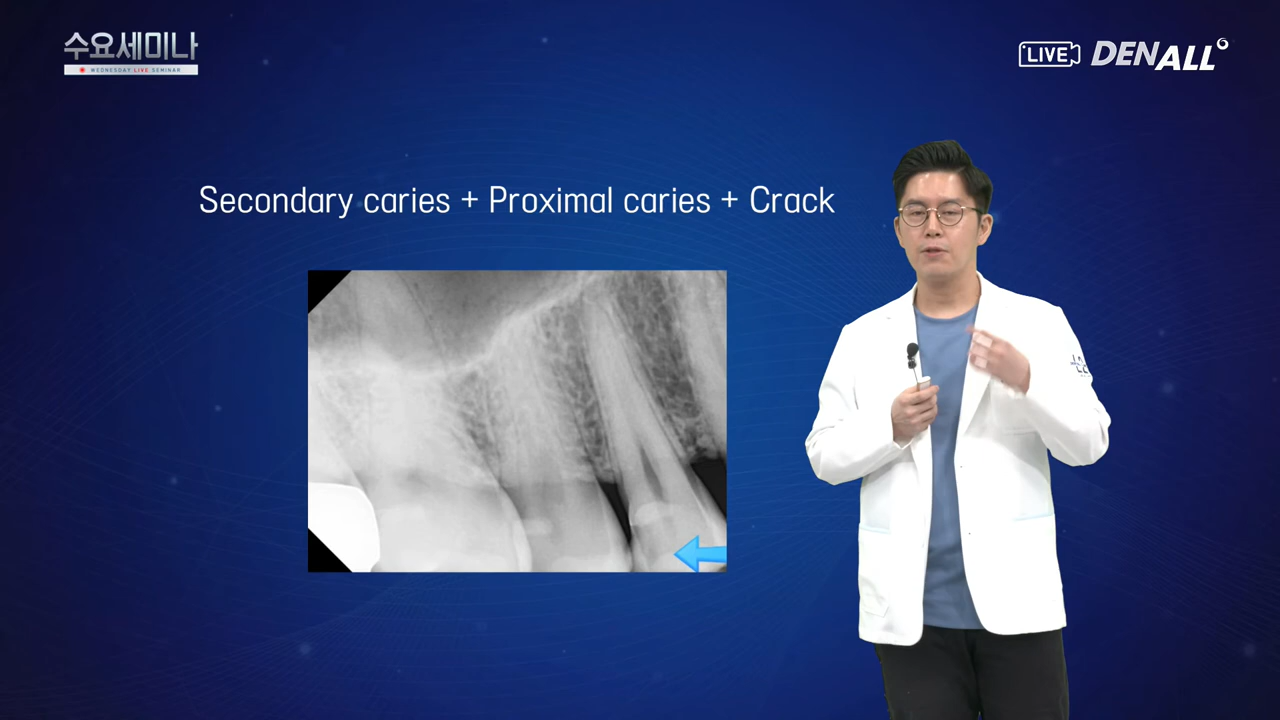 수요세미나
WEDNESDAY LIVE SEMINAR
LIVE DENALL
Secondary caries + Proximal caries + Crack